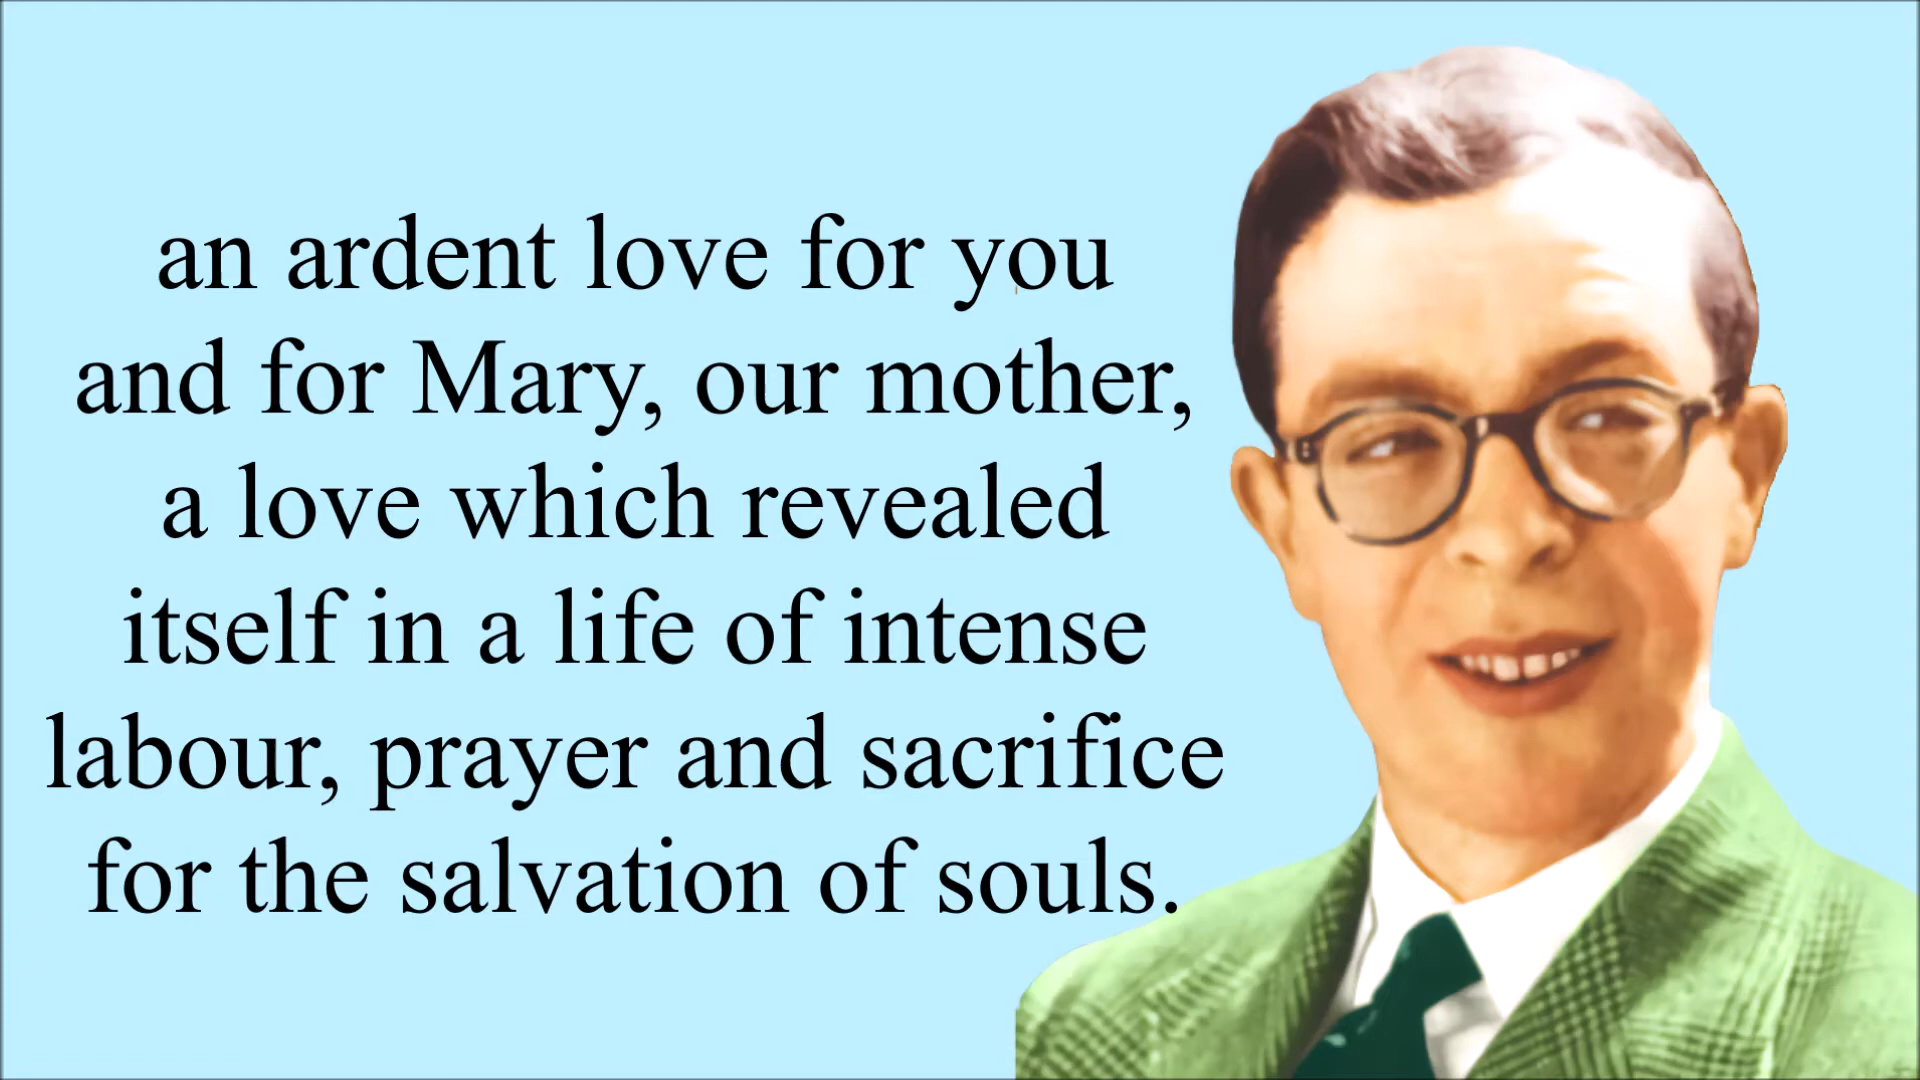 an ardent love for you
and for Mary, our mother,
a love which revealed
itself in a life of intense
labour, prayer and sacrifice
for the salvation of souls.